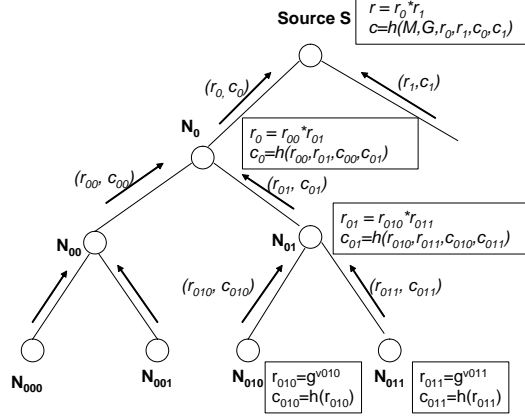 Source S
r = r0*r1
c=h(M,G,r0,r1,c0,c1)
(r0, c0)
(r1,c1)
N0
r0 = r00*r01
c0=h(r00,r01,c00,c01)
(r00, c00)
(r01, c01)
N00
N01
r01 = r010*r011
c01=h(r010,r011,c010,c011)
(r010, c010)
(r011, c011)
N000
N001
N010
r010=gv010
c010=h(r010)
N011
r011=gv011
c011=h(r011)